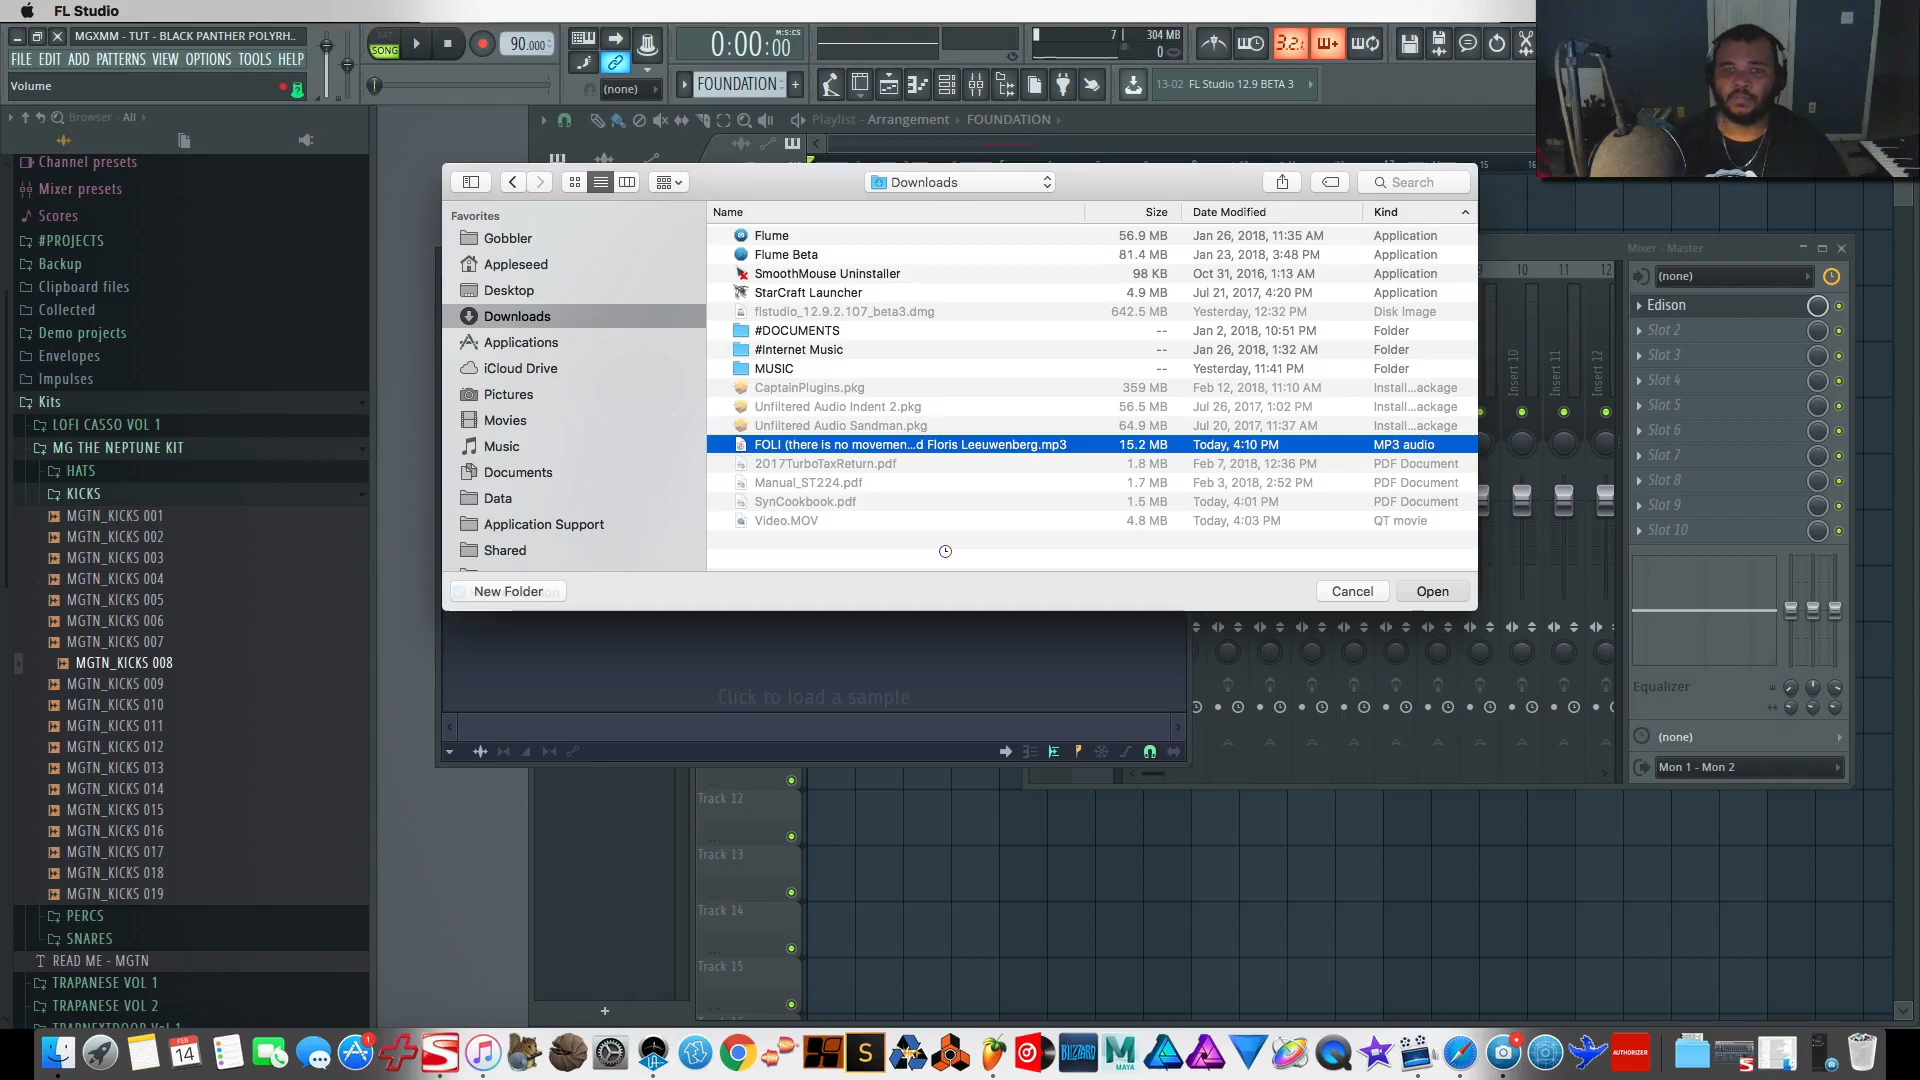 FL Studio
MGXMM - TUT - BLACK PANTHER POLYRH..
FILE EDIT ADD PATTERNS VIEW OPTIONS TOOLS HELP
Volume
PAT
SONG
90.000
0:00:00
M:S:CS
7
304 MB
0
3.2.
(none)
FOUNDATION
13-02 FL Studio 12.9 BETA 3
Browser - All
Playlist - Arrangement
FOUNDATION
Channel presets
Mixer presets
Scores
#PROJECTS
Backup
Clipboard files
Collected
Demo projects
Envelopes
Impulses
Kits
LOFI CASSO VOL 1
MG THE NEPTUNE KIT
HATS
KICKS
MGTN_KICKS 001
MGTN_KICKS 002
MGTN_KICKS 003
MGTN_KICKS 004
MGTN_KICKS 005
MGTN_KICKS 006
MGTN_KICKS 007
MGTN_KICKS 008
MGTN_KICKS 009
MGTN_KICKS 010
MGTN_KICKS 011
MGTN_KICKS 012
MGTN_KICKS 013
MGTN_KICKS 014
MGTN_KICKS 015
MGTN_KICKS 016
MGTN_KICKS 017
MGTN_KICKS 018
MGTN_KICKS 019
PERCS
SNARES
READ ME - MGTN
TRAPANESE VOL 1
TRAPANESE VOL 2
Downloads
Search
Favorites
Gobbler
Appleseed
Desktop
Downloads
Applications
iCloud Drive
Pictures
Movies
Music
Documents
Data
Application Support
Shared
Name Size Date Modified Kind
Flume 56.9 MB Jan 26, 2018, 11:35 AM Application
Flume Beta 81.4 MB Jan 23, 2018, 3:48 PM Application
SmoothMouse Uninstaller 98 KB Oct 31, 2016, 1:13 AM Application
StarCraft Launcher 4.9 MB Jul 21, 2017, 4:20 PM Application
flstudio_12.9.2.107_beta3.dmg 642.5 MB Yesterday, 12:32 PM Disk Image
#DOCUMENTS -- Jan 2, 2018, 10:51 PM Folder
#Internet Music -- Jan 26, 2018, 1:32 AM Folder
MUSIC -- Yesterday, 11:41 PM Folder
CaptainPlugins.pkg 359 MB Feb 12, 2018, 11:10 AM Install...ackage
Unfiltered Audio Indent 2.pkg 56.5 MB Jul 26, 2017, 1:02 PM Install...ackage
Unfiltered Audio Sandman.pkg 64.9 MB Jul 20, 2017, 11:37 AM Install...ackage
FOLI (there is no movemen...d Floris Leeuwenberg.mp3 15.2 MB Today, 4:10 PM MP3 audio
2017TurboTaxReturn.pdf 1.8 MB Feb 7, 2018, 12:36 PM PDF Document
Manual_ST224.pdf 1.7 MB Feb 3, 2018, 2:52 PM PDF Document
SynCookbook.pdf 1.5 MB Today, 4:01 PM PDF Document
Video.MOV 4.8 MB Today, 4:03 PM QT movie
New Folder
Cancel
Open
Click to load a sample
Track 12
Track 13
Track 14
Track 15
15
16
10
11
12
Insert 10
Insert 11
Insert 12
Mixer - Master
(none)
Edison
Slot 2
Slot 3
Slot 4
Slot 5
Slot 6
Slot 7
Slot 8
Slot 9
Slot 10
Equalizer
(none)
Mon 1 - Mon 2
FEB
14
1
S
S
BLIZZARD
MAYA
AUTHORIZER